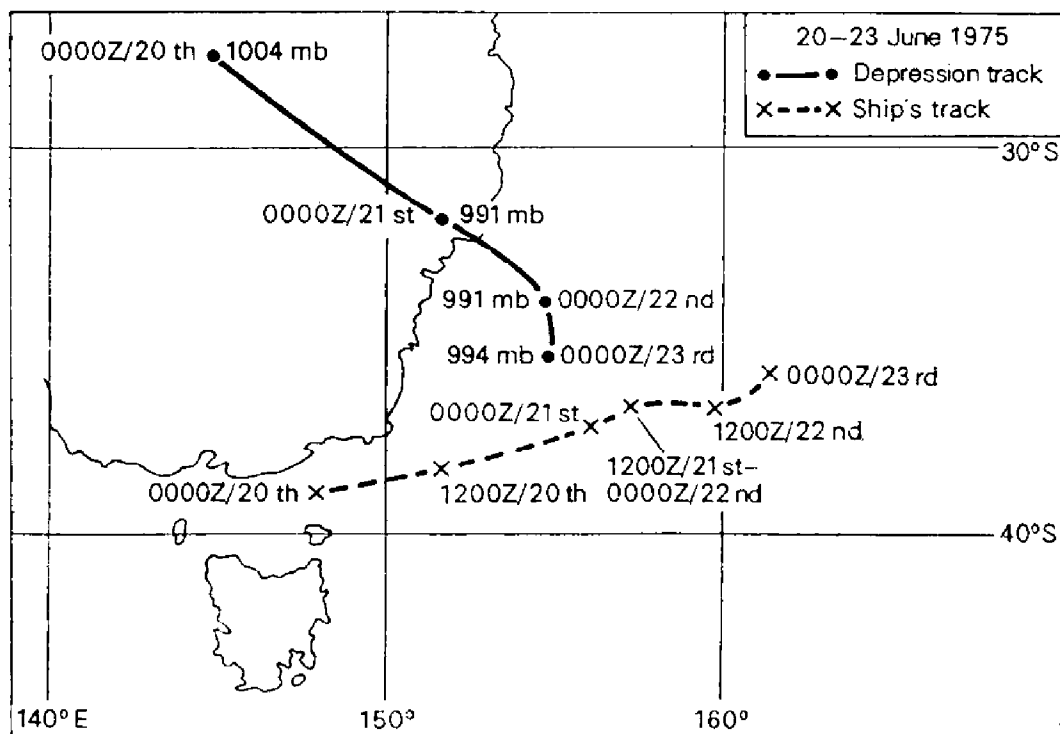 0000Z/20 th
1004 mb
20–23 June 1975
Depression track
Ship's track
30°S
0000Z/21 st
991 mb
991 mb
0000Z/22 nd
994 mb
0000Z/23 rd
0000Z/23 rd
0000Z/21 st
1200Z/22 nd.
1200Z/21 st–
0000Z/22 nd
0000Z/20 th
1200Z/20 th
40°S
140° E
150°
160°